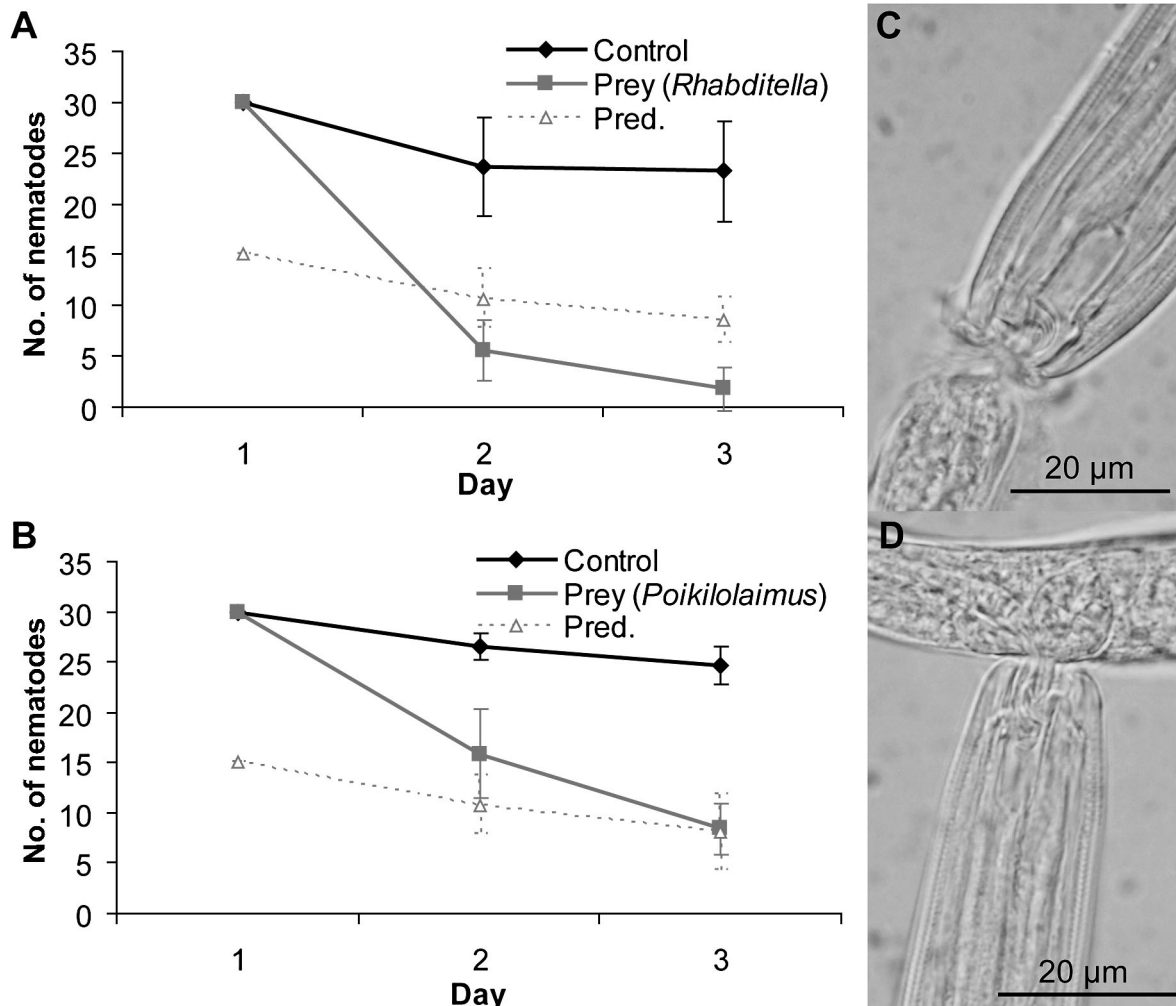 A
Control
Prey (Rhabditella)
Pred.
No. of nematodes
35
30
25
20
15
10
5
0
1 2 3
Day
B
Control
Prey (Poikilolaimus)
Pred.
No. of nematodes
35
30
25
20
15
10
5
0
1 2 3
Day
C
20 µm
D
20 µm